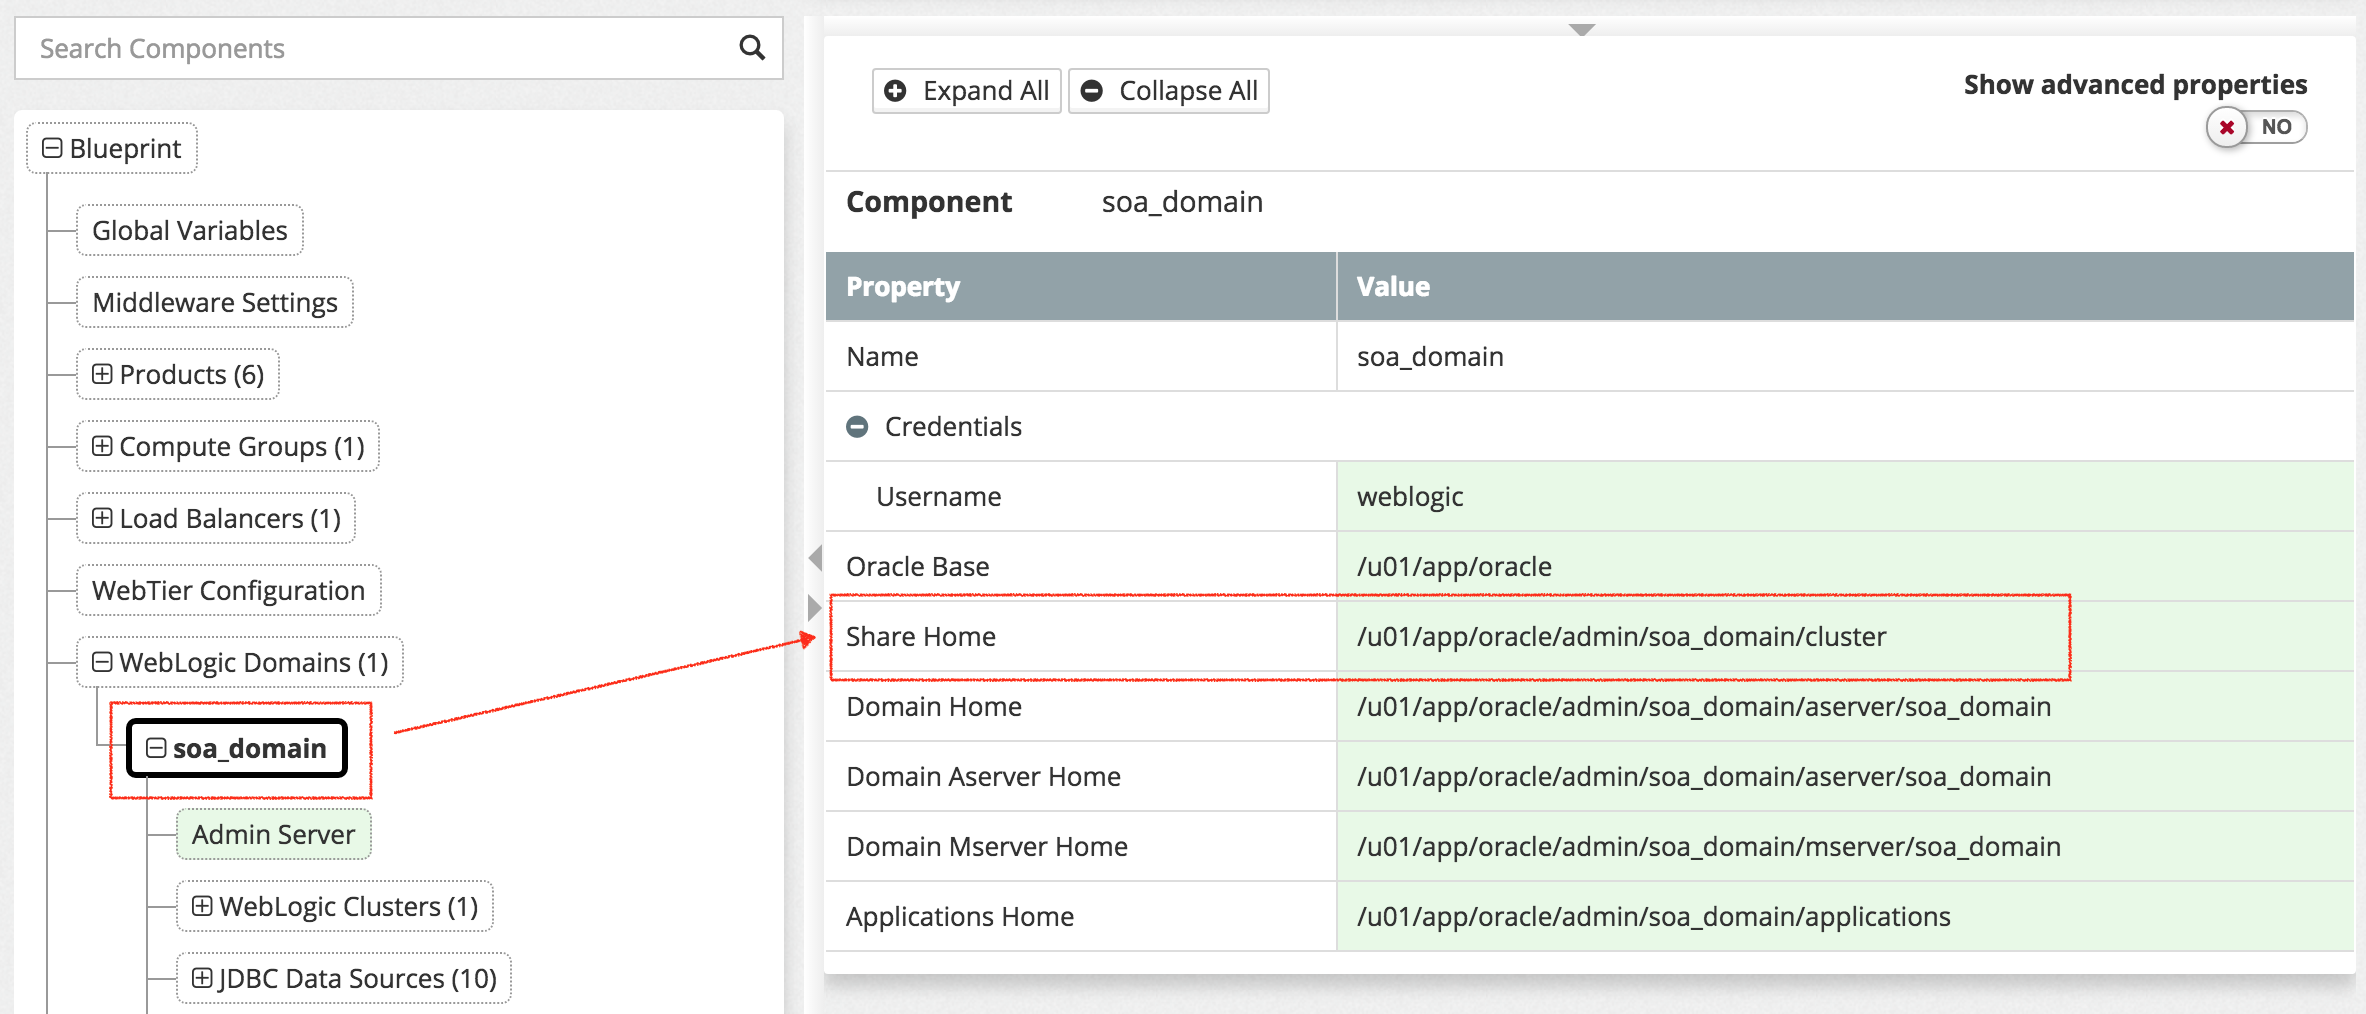 Search Components
Blueprint
Global Variables
Middleware Settings
Products (6)
Compute Groups (1)
Load Balancers (1)
WebTier Configuration
WebLogic Domains (1)
soa_domain
Admin Server
WebLogic Clusters (1)
JDBC Data Sources (10)
Expand All
Collapse All
Show advanced properties
NO
Component soa_domain
Property Value
Name soa_domain
Credentials
Username weblogic
Oracle Base /u01/app/oracle
Share Home /u01/app/oracle/admin/soa_domain/cluster
Domain Home /u01/app/oracle/admin/soa_domain/aserver/soa_domain
Domain Aserver Home /u01/app/oracle/admin/soa_domain/aserver/soa_domain
Domain Mserver Home /u01/app/oracle/admin/soa_domain/mserver/soa_domain
Applications Home /u01/app/oracle/admin/soa_domain/applications